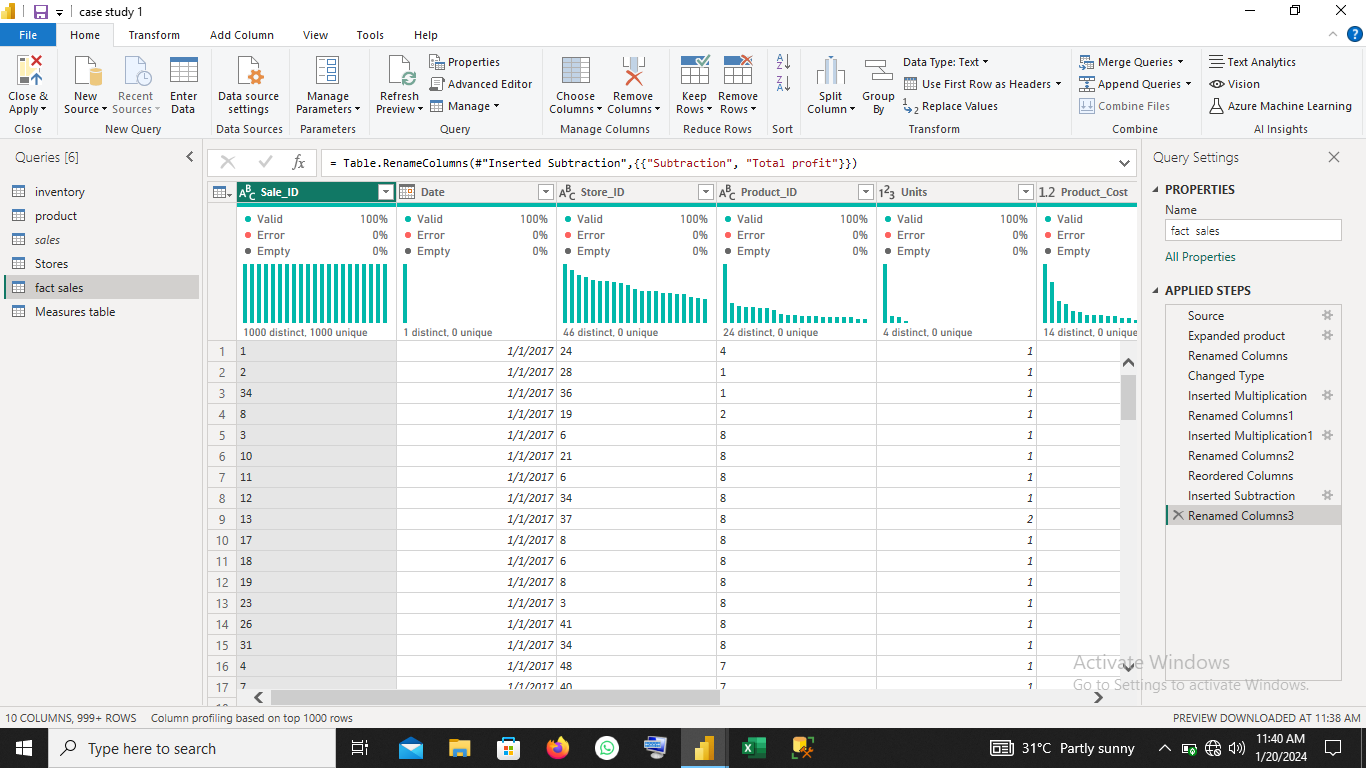 case study 1
File Home Transform Add Column View Tools Help
Close & Apply
New Source
Recent Sources
Enter Data
Data source settings
Manage Parameters
Refresh Preview
Properties
Advanced Editor
Manage
Choose Columns
Remove Columns
Keep Rows
Remove Rows
Split Column
Group By
Data Type: Text
Use First Row as Headers
Replace Values
Merge Queries
Append Queries
Combine Files
Text Analytics
Vision
Azure Machine Learning
Close New Query Data Sources Parameters Query Manage Columns Reduce Rows Sort Transform Combine AI Insights
Queries [6]
inventory
product
sales
Stores
fact sales
Measures table
fx = Table.RenameColumns(#"Inserted Subtraction",{{"Subtraction", "Total profit"}})
ABC Sale_ID Date ABC Store_ID ABC Product_ID 123 Units 1.2 Product_Cost
Valid 100% Valid 100% Valid 100% Valid 100% Valid 100% Valid
Error 0% Error 0% Error 0% Error 0% Error 0% Error
Empty 0% Empty 0% Empty 0% Empty 0% Empty 0% Empty
1000 distinct, 1000 unique 1 distinct, 0 unique 46 distinct, 0 unique 24 distinct, 0 unique 4 distinct, 0 unique 14 distinct, 0 unique
1 1 1/1/2017 24 4 1
2 2 1/1/2017 28 1 1
3 34 1/1/2017 36 1 1
4 8 1/1/2017 19 2 1
5 3 1/1/2017 6 8 1
6 10 1/1/2017 21 8 1
7 11 1/1/2017 6 8 1
8 12 1/1/2017 34 8 1
9 13 1/1/2017 37 8 2
10 17 1/1/2017 8 8 1
11 18 1/1/2017 6 8 1
12 19 1/1/2017 8 8 1
13 23 1/1/2017 3 8 1
14 26 1/1/2017 41 8 1
15 31 1/1/2017 34 8 1
16 4 1/1/2017 48 7 1
17 7 1/1/2017 40 7 1
Query Settings
PROPERTIES
Name
fact sales
All Properties
APPLIED STEPS
Source
Expanded product
Renamed Columns
Changed Type
Inserted Multiplication
Renamed Columns1
Inserted Multiplication1
Renamed Columns2
Reordered Columns
Inserted Subtraction
Renamed Columns3
Activate Windows
Go to Settings to activate Windows.
10 COLUMNS, 999+ ROWS Column profiling based on top 1000 rows PREVIEW DOWNLOADED AT 11:38 AM
Type here to search
31°C Partly sunny
11:40 AM
1/20/2024